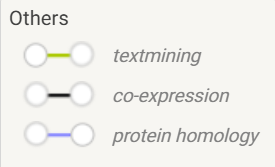 Others
textmining
co-expression
protein homology